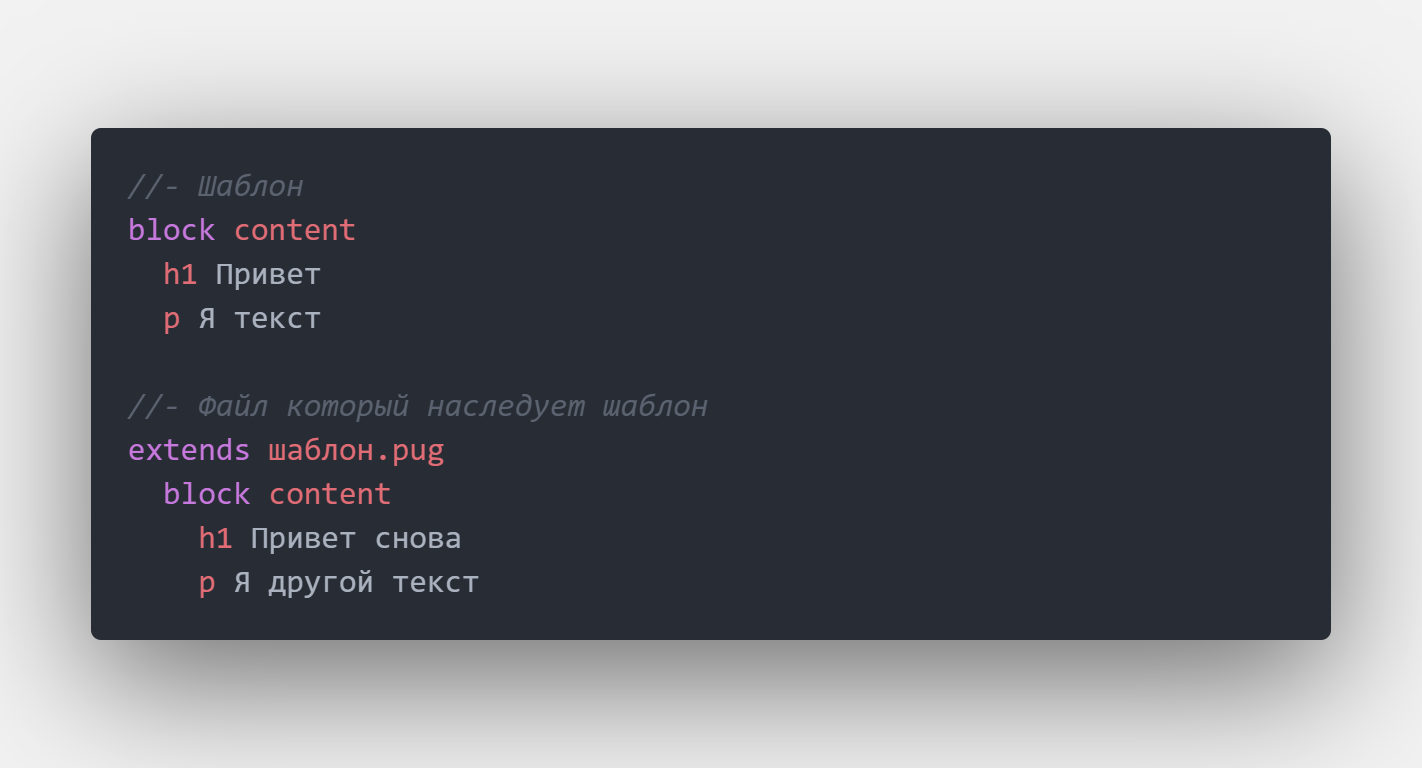 //- Шаблон
block content
  h1 Привет
  p Я текст

//- Файл который наследует шаблон
extends шаблон.pug
  block content
    h1 Привет снова
    p Я другой текст